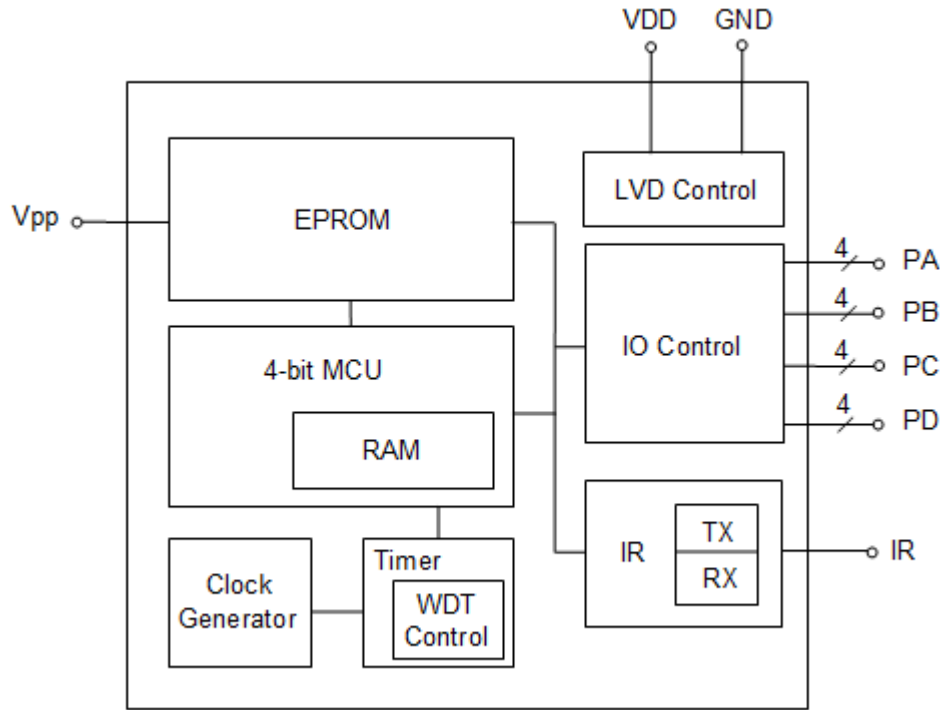 VDD GND
LVD Control
Vpp
EPROM
4 PA
4 PB
IO Control
4 PC
4 PD
4-bit MCU
RAM
IR
TX
RX
IR
Timer
Clock
Generator
WDT
Control